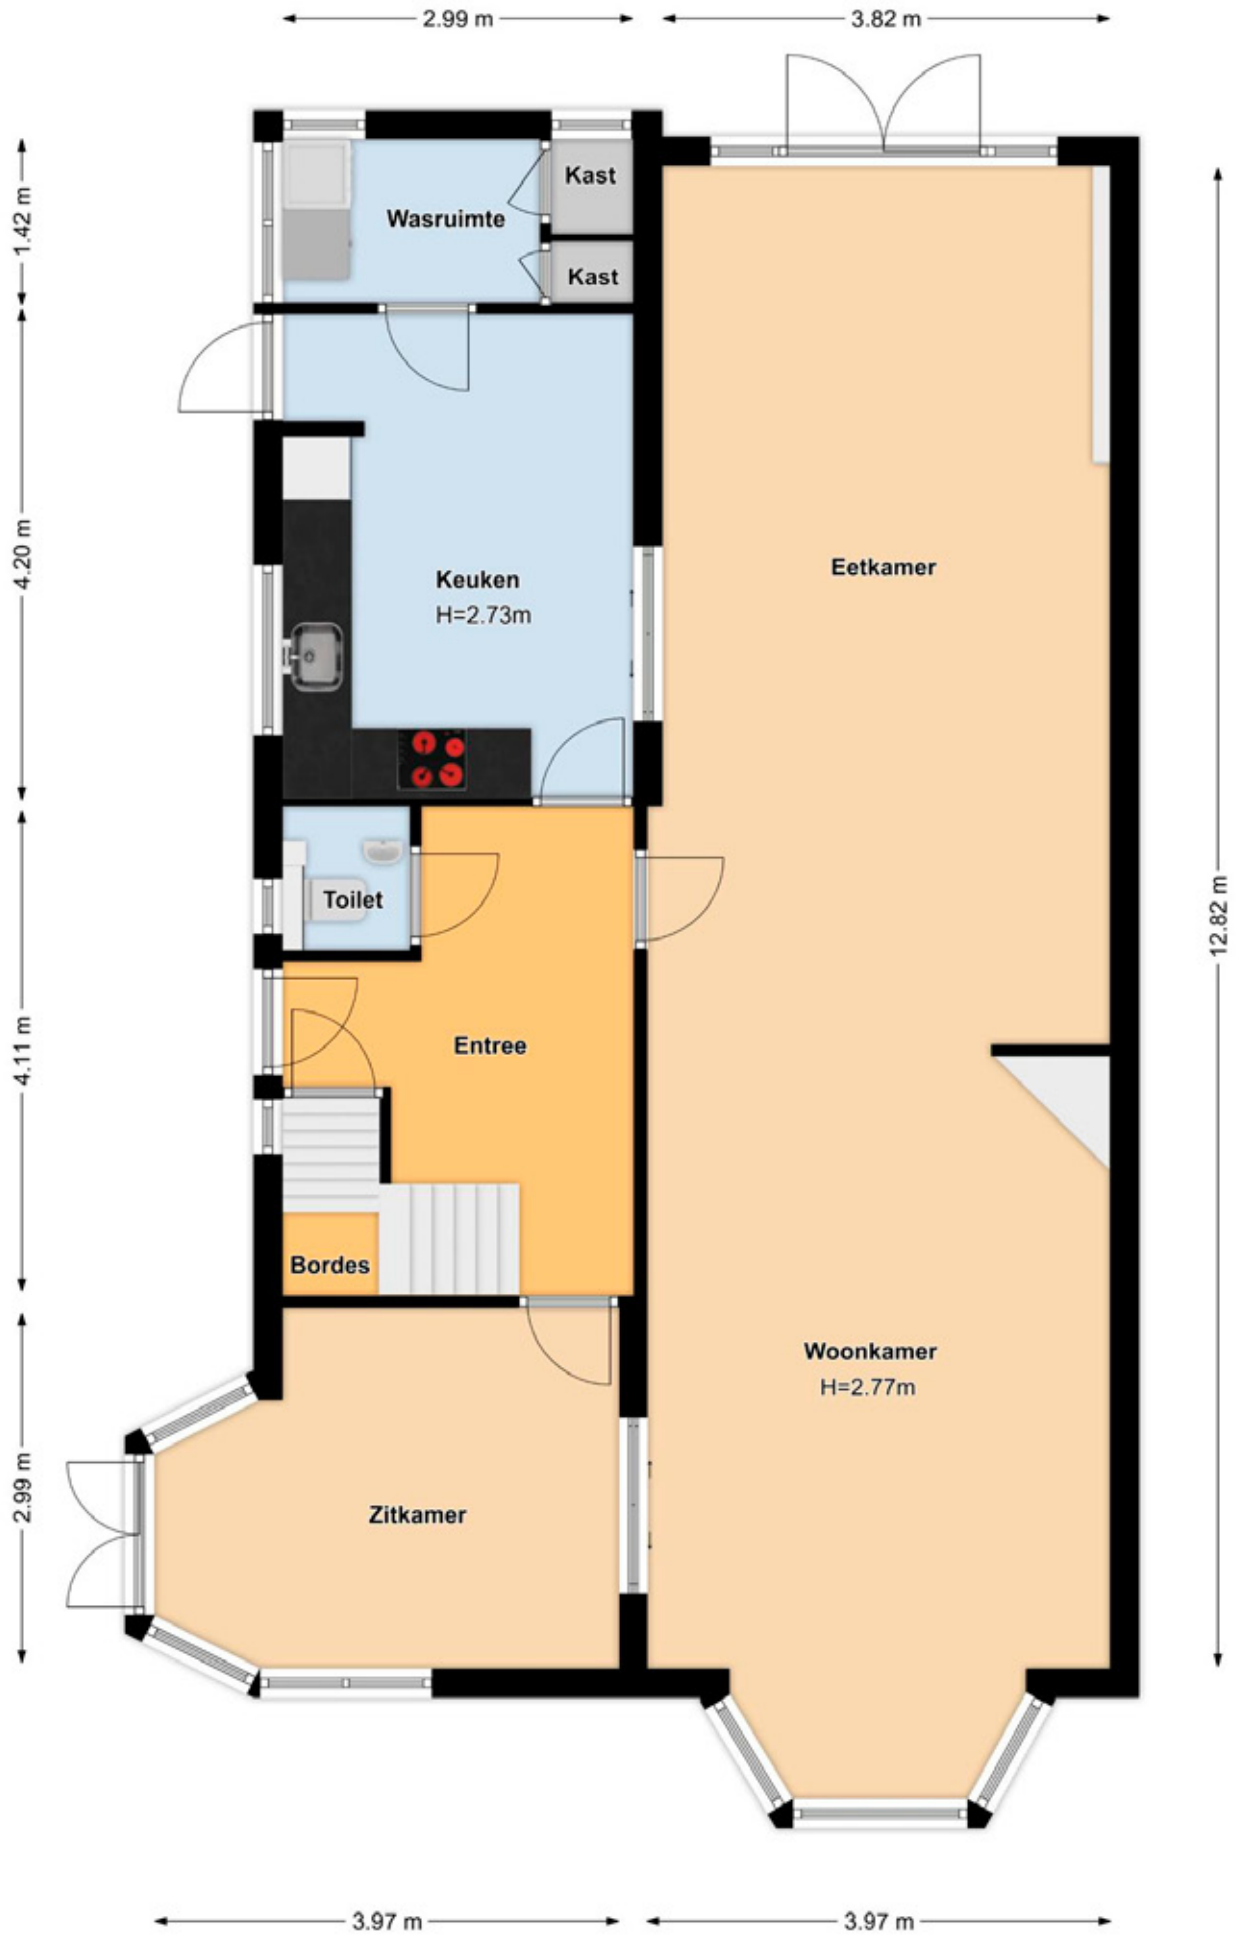 2.99 m
3.82 m
1.42 m
Wasruimte
Kast
Kast
4.20 m
Keuken
H=2.73m
Eetkamer
12.82 m
Toilet
4.11 m
Entree
Bordes
Woonkamer
H=2.77m
2.99 m
Zitkamer
3.97 m
3.97 m